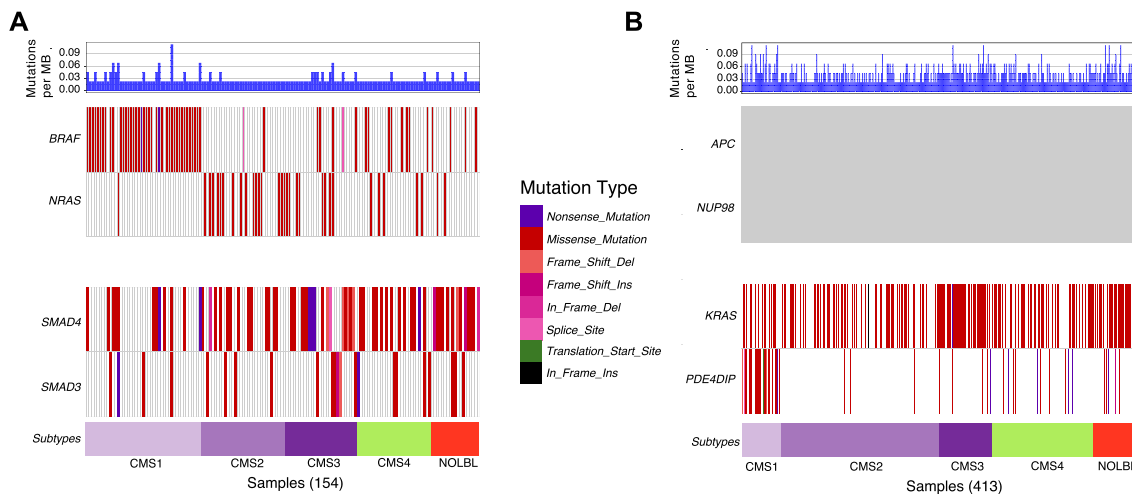 A
Mutations
per MB
0.09
0.06
0.03
0.00
BRAF
NRAS
SMAD4
SMAD3
Subtypes
CMS1 CMS2 CMS3 CMS4 NOLBL
Samples (154)
Mutation Type
Nonsense_Mutation
Missense_Mutation
Frame_Shift_Del
Frame_Shift_Ins
In_Frame_Del
Splice_Site
Translation_Start_Site
In_Frame_Ins
B
Mutations
per MB
0.09
0.06
0.03
0.00
APC
NUP98
KRAS
PDE4DIP
Subtypes
CMS1 CMS2 CMS3 CMS4 NOLBL
Samples (413)